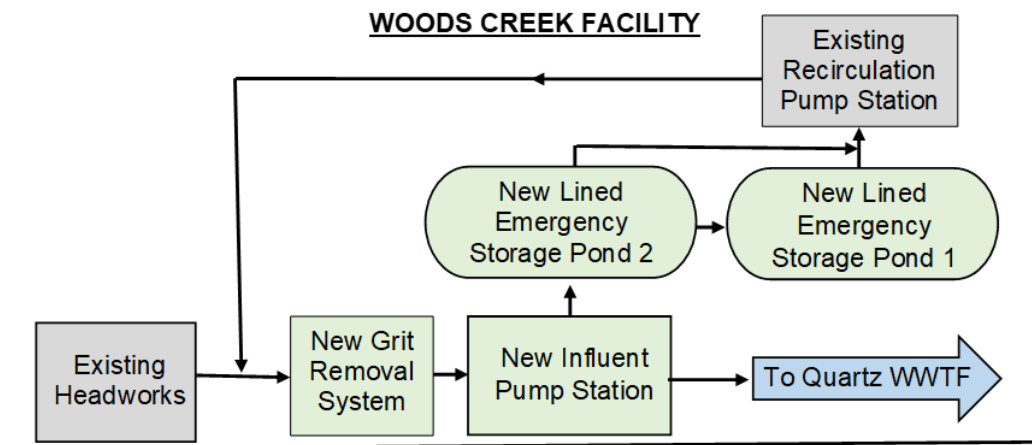 WOODS CREEK FACILITY
Existing
Recirculation
Pump Station
New Lined
Emergency
Storage Pond 2
New Lined
Emergency
Storage Pond 1
Existing
Headworks
New Grit
Removal
System
New Influent
Pump Station
To Quartz WWTF